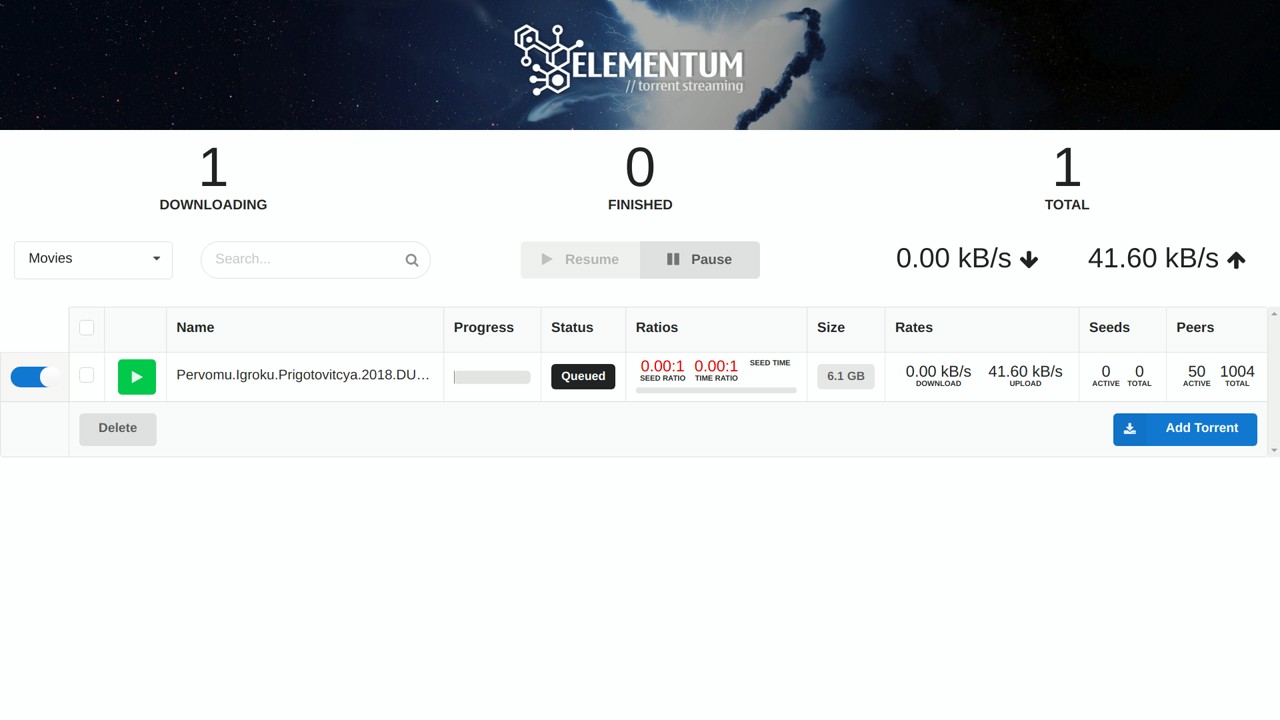 ELEMENTUM
// torrent streaming
1 0 1
DOWNLOADING FINISHED TOTAL
Movies Search... Resume Pause 0.00 kB/s 41.60 kB/s
Name Progress Status Ratios Size Rates Seeds Peers
Pervomu.Igroku.Prigotovitcya.2018.DU... Queued 0.00:1 0.00:1 SEED TIME 6.1 GB 0.00 kB/s 41.60 kB/s 0 0 50 1004
SEED RATIO TIME RATIO DOWNLOAD UPLOAD ACTIVE TOTAL ACTIVE TOTAL
Delete Add Torrent